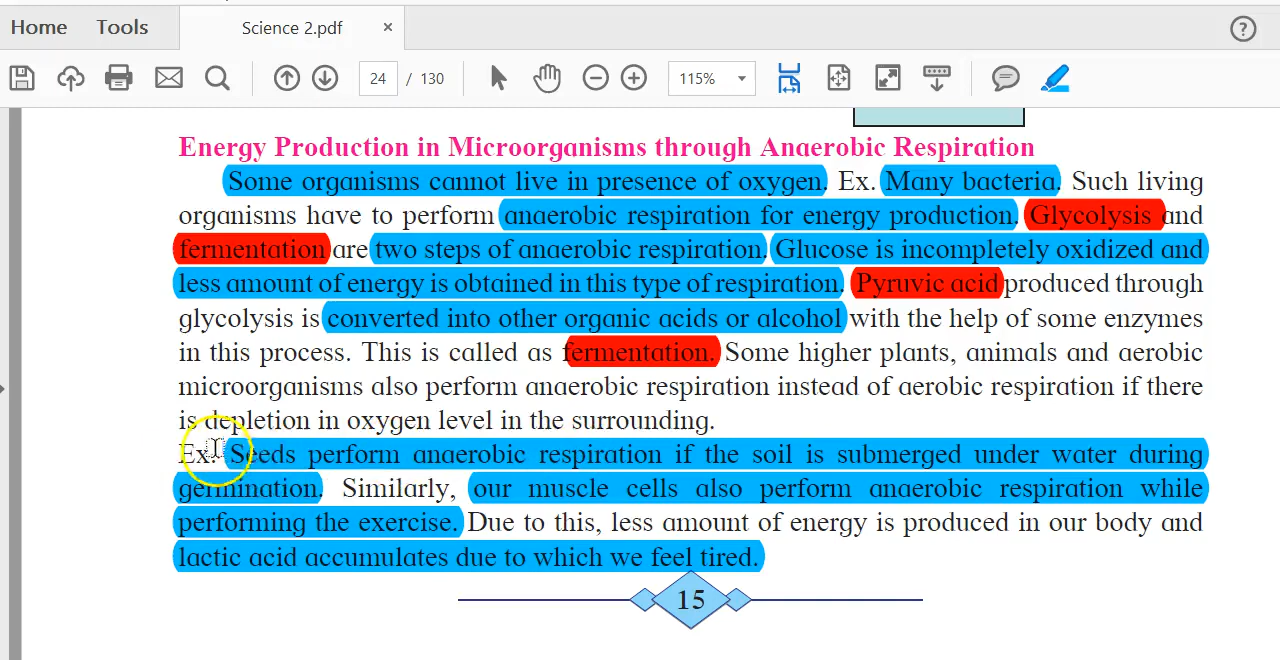 Home Tools Science 2.pdf × ?
24 / 130 115%
Energy Production in Microorganisms through Anaerobic Respiration
Some organisms cannot live in presence of oxygen. Ex. Many bacteria. Such living
organisms have to perform anaerobic respiration for energy production. Glycolysis and
fermentation are two steps of anaerobic respiration. Glucose is incompletely oxidized and
less amount of energy is obtained in this type of respiration. Pyruvic acid produced through
glycolysis is converted into other organic acids or alcohol with the help of some enzymes
in this process. This is called as fermentation. Some higher plants, animals and aerobic
microorganisms also perform anaerobic respiration instead of aerobic respiration if there
is depletion in oxygen level in the surrounding.
Ex. Seeds perform anaerobic respiration if the soil is submerged under water during
germination. Similarly, our muscle cells also perform anaerobic respiration while
performing the exercise. Due to this, less amount of energy is produced in our body and
lactic acid accumulates due to which we feel tired.
15